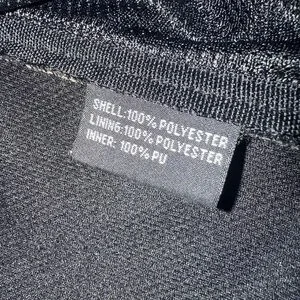 SHELL:100% POLYESTER
LINING:100% POLYESTER
INNER: 100% PU